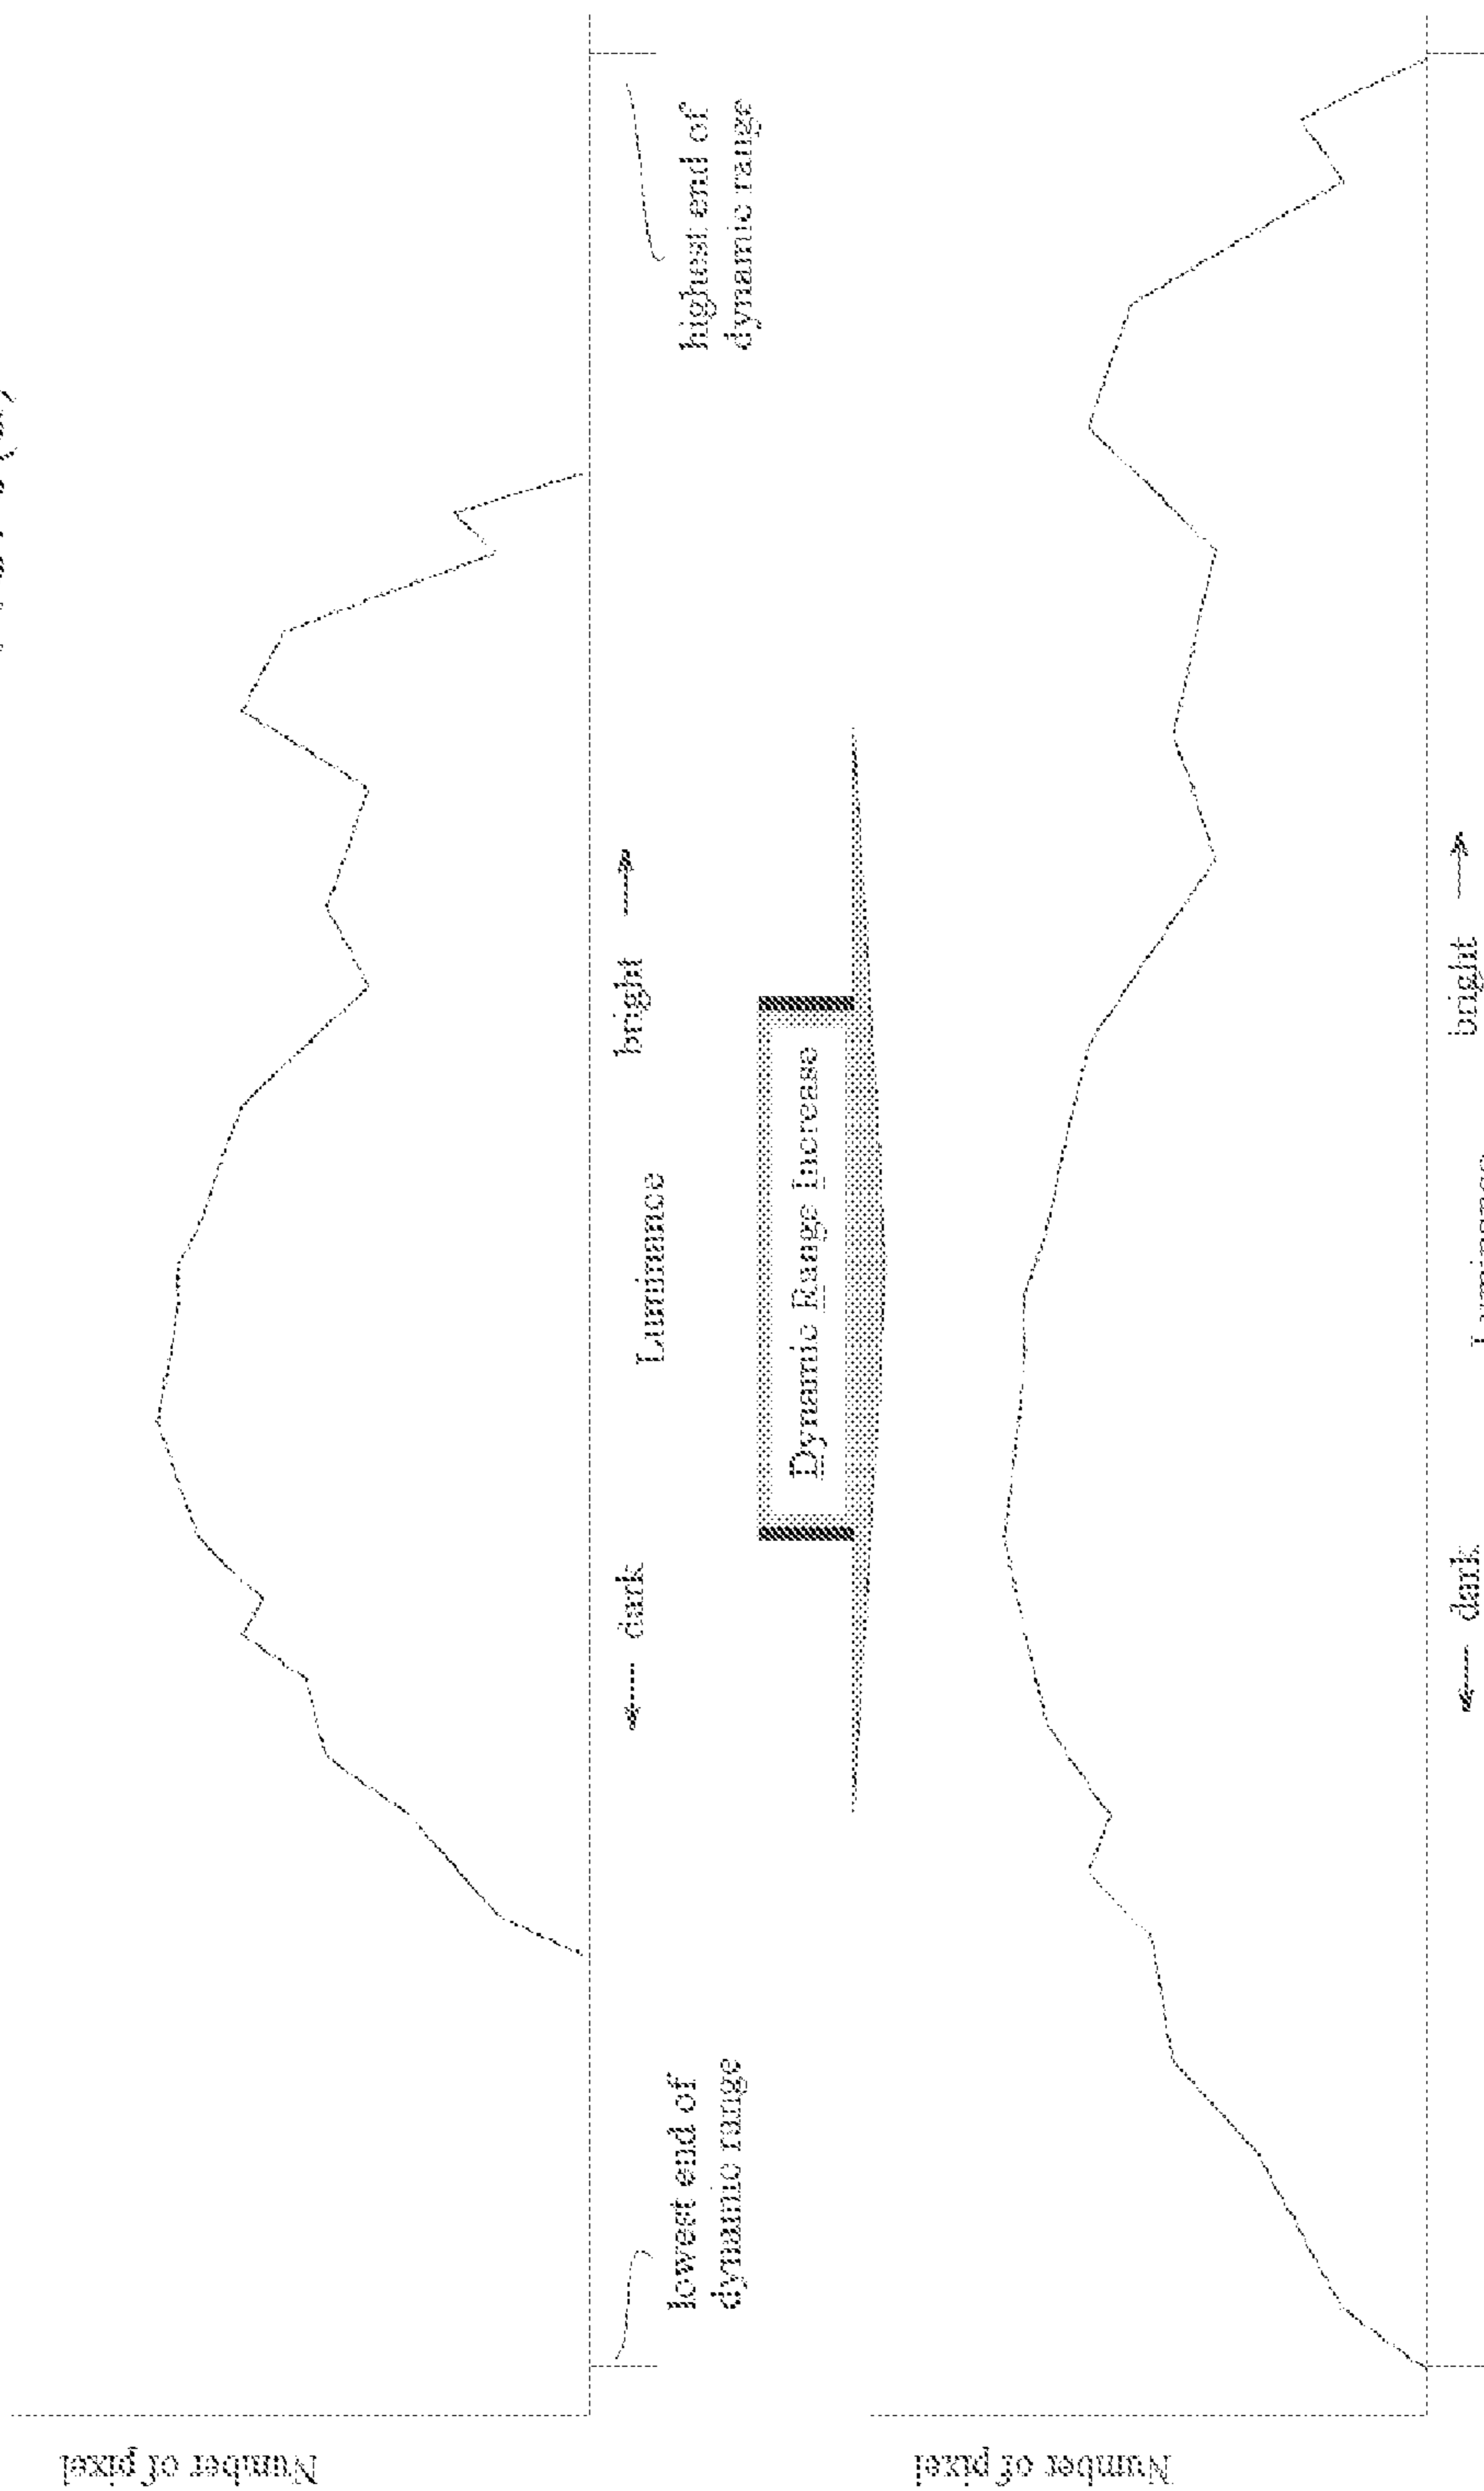 Number of pixel
← dark
bright →
Luminance
lowest end of
dynamic range
highest end of
dynamic range
Dynamic Range Increase
Number of pixel
← dark
bright →